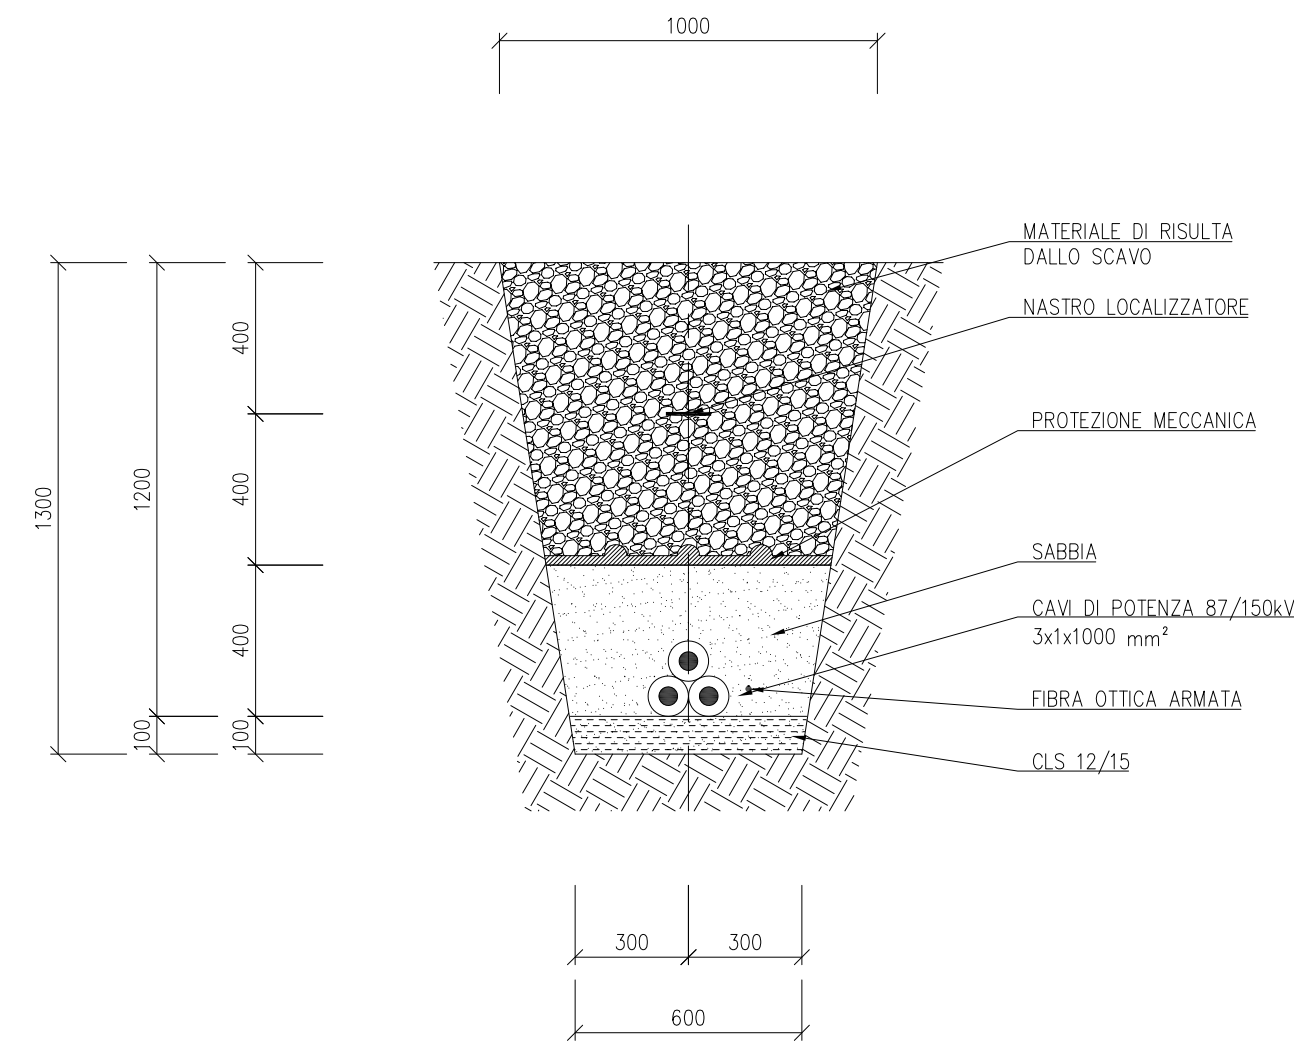 1000
MATERIALE DI RISULTA
DALLO SCAVO
NASTRO LOCALIZZATORE
PROTEZIONE MECCANICA
SABBIA
CAVI DI POTENZA 87/150kV
3x1x1000 mm²
FIBRA OTTICA ARMATA
CLS 12/15
1300
1200
100
400
400
400
100
300
300
600